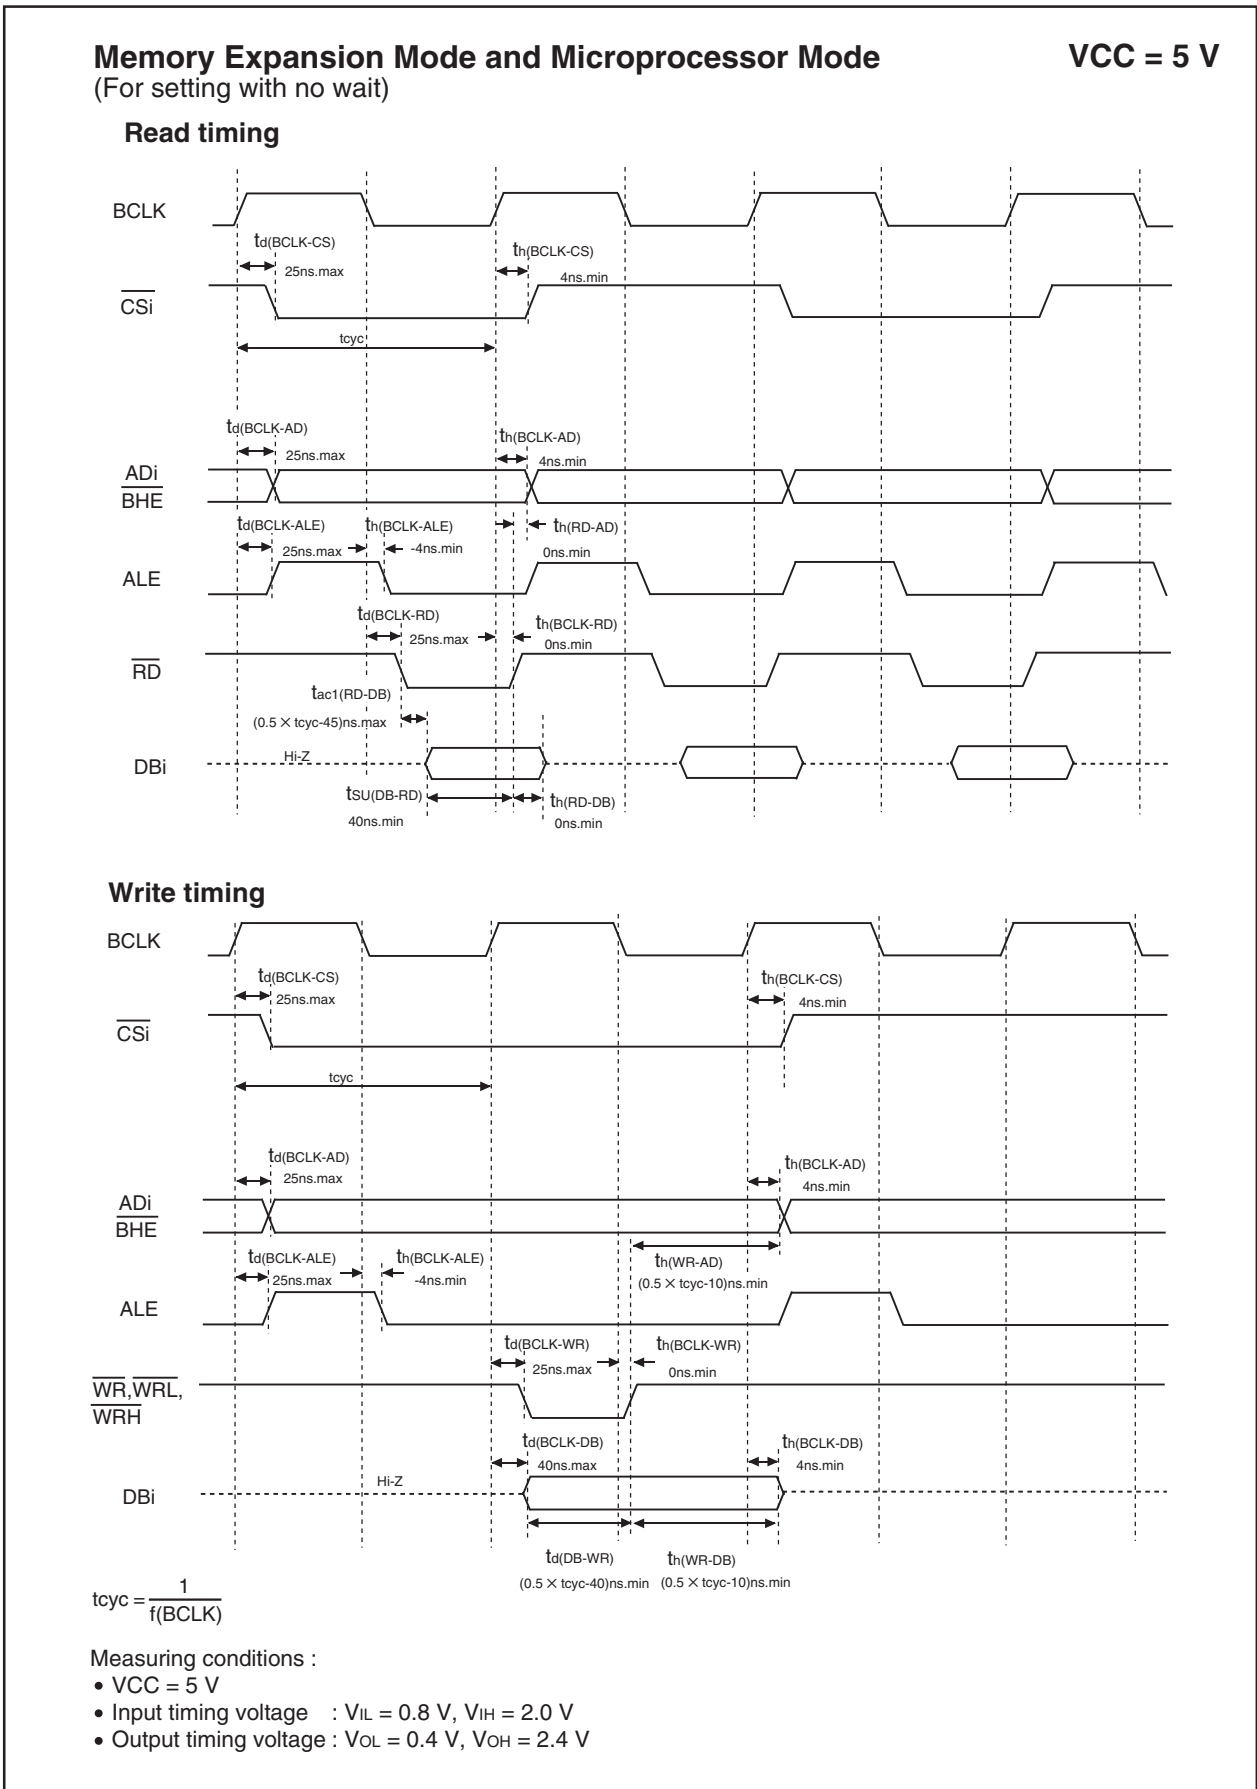 Memory Expansion Mode and Microprocessor Mode
VCC = 5 V
(For setting with no wait)
Read timing
BCLK
td(BCLK-CS)
25ns.max
th(BCLK-CS)
4ns.min
CSi
tcyc
td(BCLK-AD)
25ns.max
th(BCLK-AD)
4ns.min
ADi
BHE
td(BCLK-ALE)
25ns.max
th(BCLK-ALE)
-4ns.min
th(RD-AD)
0ns.min
ALE
td(BCLK-RD)
25ns.max
th(BCLK-RD)
0ns.min
RD
tac1(RD-DB)
(0.5 × tcyc-45)ns.max
Hi-Z
DBi
tSU(DB-RD)
40ns.min
th(RD-DB)
0ns.min
Write timing
BCLK
td(BCLK-CS)
25ns.max
th(BCLK-CS)
4ns.min
CSi
tcyc
td(BCLK-AD)
25ns.max
th(BCLK-AD)
4ns.min
ADi
BHE
td(BCLK-ALE)
25ns.max
th(BCLK-ALE)
-4ns.min
th(WR-AD)
(0.5 × tcyc-10)ns.min
ALE
td(BCLK-WR)
25ns.max
th(BCLK-WR)
0ns.min
WR,WRL,
WRH
td(BCLK-DB)
40ns.max
th(BCLK-DB)
4ns.min
Hi-Z
DBi
td(DB-WR)
(0.5 × tcyc-40)ns.min
th(WR-DB)
(0.5 × tcyc-10)ns.min
tcyc = 1
f(BCLK)
Measuring conditions :
• VCC = 5 V
• Input timing voltage : VIL = 0.8 V, VIH = 2.0 V
• Output timing voltage : VOL = 0.4 V, VOH = 2.4 V